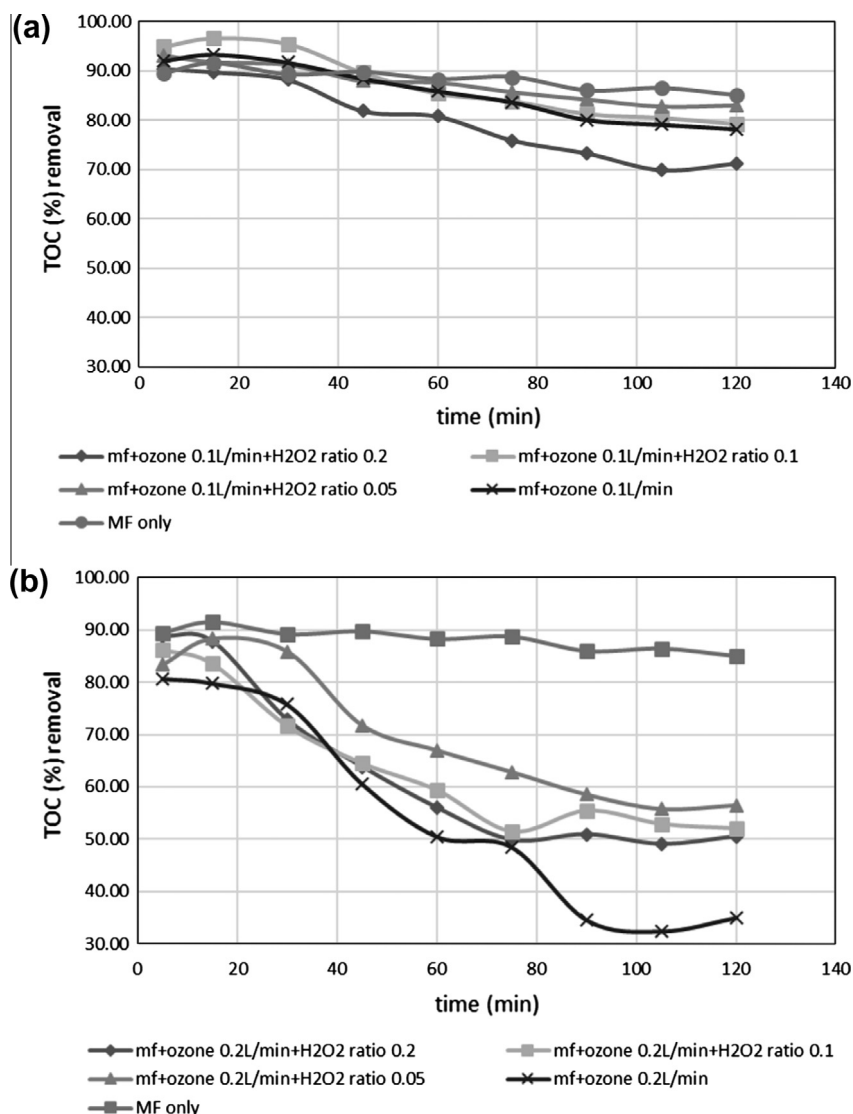 (a)
100.00
90.00
80.00
70.00
60.00
50.00
40.00
30.00
TOC (%) removal
0 20 40 60 80 100 120 140
time (min)
mf+ozone 0.1L/min+H2O2 ratio 0.2 mf+ozone 0.1L/min+H2O2 ratio 0.1
mf+ozone 0.1L/min+H2O2 ratio 0.05 mf+ozone 0.1L/min
MF only
(b)
100.00
90.00
80.00
70.00
60.00
50.00
40.00
30.00
TOC (%) removal
0 20 40 60 80 100 120 140
time (min)
mf+ozone 0.2L/min+H2O2 ratio 0.2 mf+ozone 0.2L/min+H2O2 ratio 0.1
mf+ozone 0.2L/min+H2O2 ratio 0.05 mf+ozone 0.2L/min
MF only